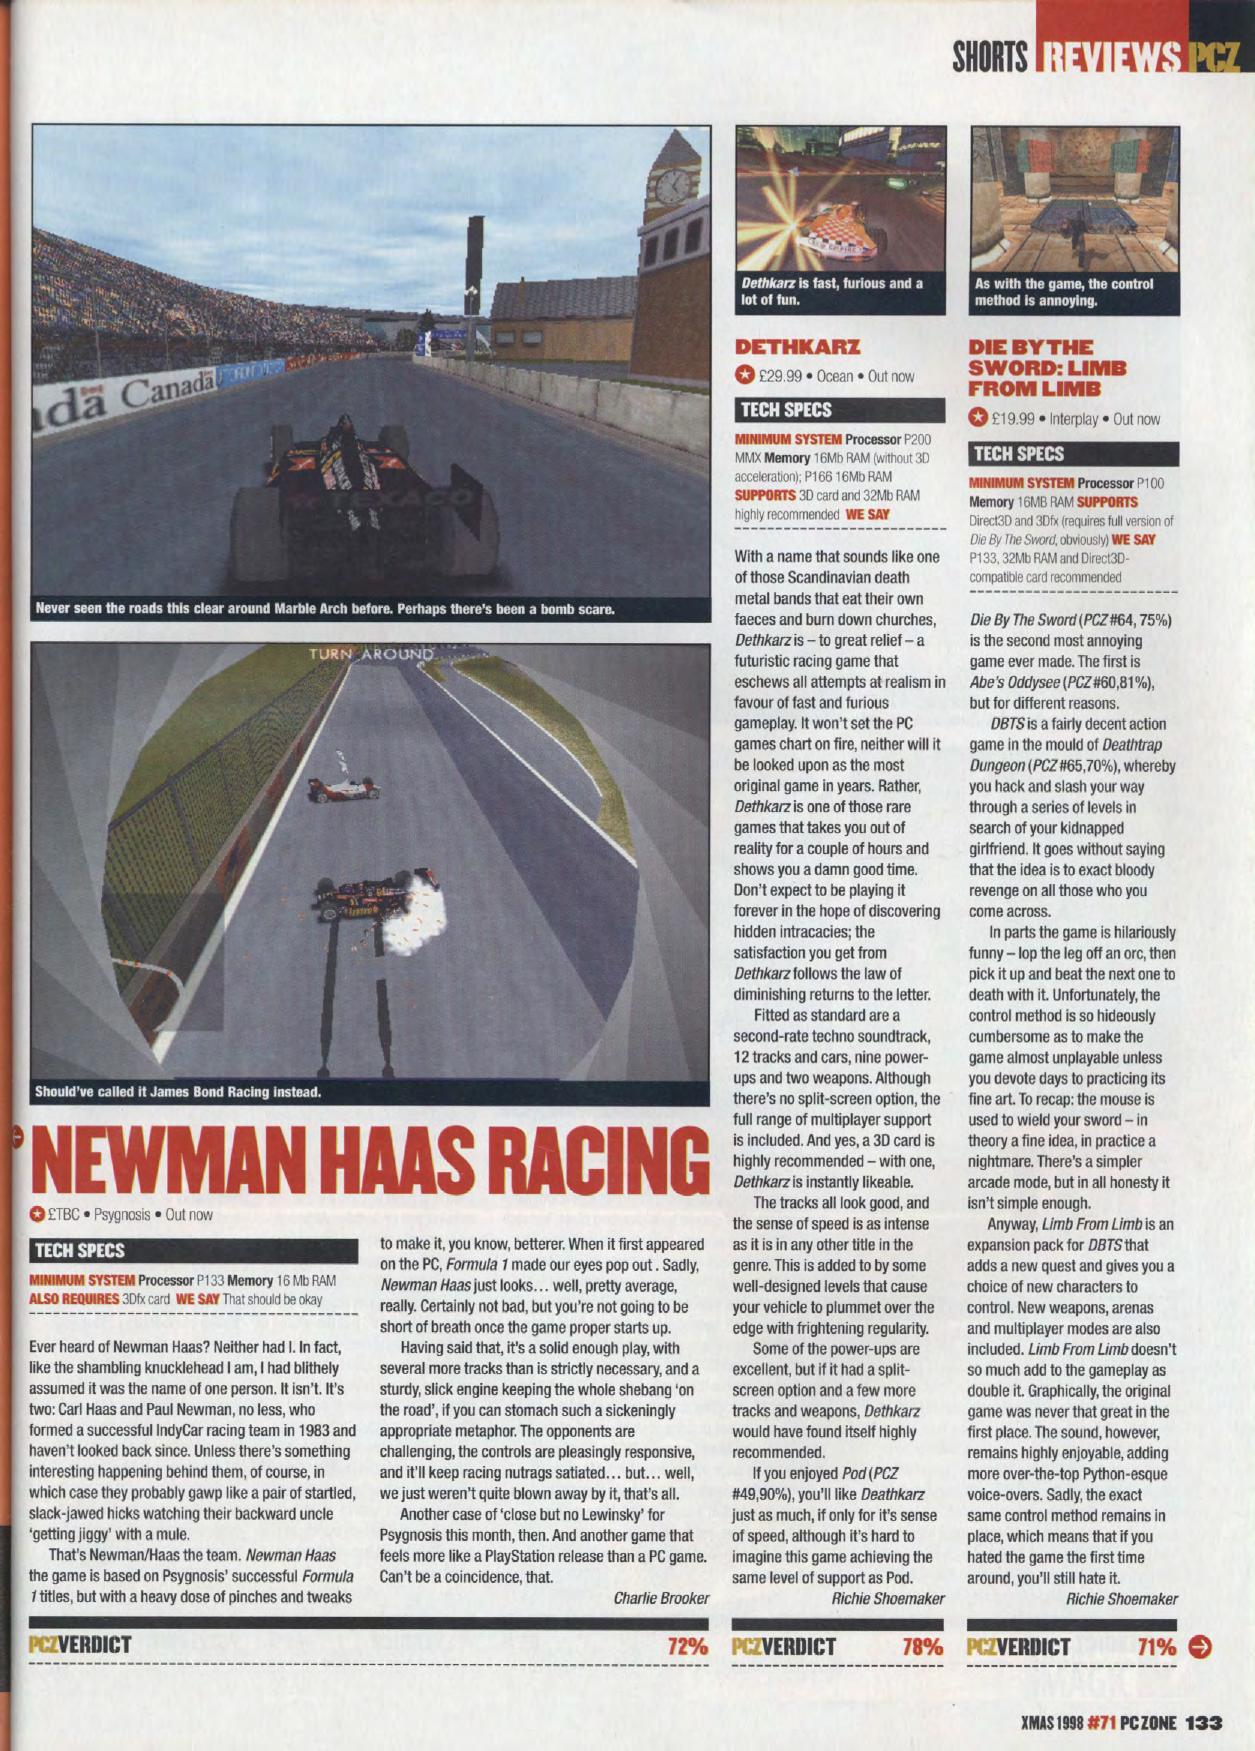 SHORTS REVIEWS PCZ
Canada
TEXACO
Never seen the roads this clear around Marble Arch before. Perhaps there's been a bomb scare.
TURN AROUND
Should've called it James Bond Racing instead.
NEWMAN HAAS RACING
£TBC • Psygnosis • Out now
TECH SPECS
MINIMUM SYSTEM Processor P133 Memory 16 Mb RAM
ALSO REQUIRES 3Dfx card WE SAY That should be okay
Ever heard of Newman Haas? Neither had I. In fact,
like the shambling knucklehead I am, I had blithely
assumed it was the name of one person. It isn't. It's
two: Carl Haas and Paul Newman, no less, who
formed a successful IndyCar racing team in 1983 and
haven't looked back since. Unless there's something
interesting happening behind them, of course, in
which case they probably gawp like a pair of startled,
slack-jawed hicks watching their backward uncle
'getting jiggy' with a mule.
That's Newman/Haas the team. Newman Haas
the game is based on Psygnosis' successful Formula
1 titles, but with a heavy dose of pinches and tweaks
to make it, you know, betterer. When it first appeared
on the PC, Formula 1 made our eyes pop out . Sadly,
Newman Haas just looks... well, pretty average,
really. Certainly not bad, but you're not going to be
short of breath once the game proper starts up.
Having said that, it's a solid enough play, with
several more tracks than is strictly necessary, and a
sturdy, slick engine keeping the whole shebang 'on
the road', if you can stomach such a sickeningly
appropriate metaphor. The opponents are
challenging, the controls are pleasingly responsive,
and it'll keep racing nutrags satiated... but... well,
we just weren't quite blown away by it, that's all.
Another case of 'close but no Lewinsky' for
Psygnosis this month, then. And another game that
feels more like a PlayStation release than a PC game.
Can't be a coincidence, that.
Charlie Brooker
PCZVERDICT 72%
Dethkarz is fast, furious and a
lot of fun.
DETHKARZ
£29.99 • Ocean • Out now
TECH SPECS
MINIMUM SYSTEM Processor P200
MMX Memory 16Mb RAM (without 3D
acceleration); P166 16Mb RAM
SUPPORTS 3D card and 32Mb RAM
highly recommended WE SAY
With a name that sounds like one
of those Scandinavian death
metal bands that eat their own
faeces and burn down churches,
Dethkarz is – to great relief – a
futuristic racing game that
eschews all attempts at realism in
favour of fast and furious
gameplay. It won't set the PC
games chart on fire, neither will it
be looked upon as the most
original game in years. Rather,
Dethkarz is one of those rare
games that takes you out of
reality for a couple of hours and
shows you a damn good time.
Don't expect to be playing it
forever in the hope of discovering
hidden intracacies; the
satisfaction you get from
Dethkarz follows the law of
diminishing returns to the letter.
Fitted as standard are a
second-rate techno soundtrack,
12 tracks and cars, nine power-
ups and two weapons. Although
there's no split-screen option, the
full range of multiplayer support
is included. And yes, a 3D card is
highly recommended – with one,
Dethkarz is instantly likeable.
The tracks all look good, and
the sense of speed is as intense
as it is in any other title in the
genre. This is added to by some
well-designed levels that cause
your vehicle to plummet over the
edge with frightening regularity.
Some of the power-ups are
excellent, but if it had a split-
screen option and a few more
tracks and weapons, Dethkarz
would have found itself highly
recommended.
If you enjoyed Pod (PCZ
#49,90%), you'll like Deathkarz
just as much, if only for it's sense
of speed, although it's hard to
imagine this game achieving the
same level of support as Pod.
Richie Shoemaker
PCZVERDICT 78%
As with the game, the control
method is annoying.
DIE BY THE
SWORD: LIMB
FROM LIMB
£19.99 • Interplay • Out now
TECH SPECS
MINIMUM SYSTEM Processor P100
Memory 16MB RAM SUPPORTS
Direct3D and 3Dfx (requires full version of
Die By The Sword, obviously) WE SAY
P133, 32Mb RAM and Direct3D-
compatible card recommended
Die By The Sword (PCZ #64, 75%)
is the second most annoying
game ever made. The first is
Abe's Oddysee (PCZ #60,81%),
but for different reasons.
DBTS is a fairly decent action
game in the mould of Deathtrap
Dungeon (PCZ #65,70%), whereby
you hack and slash your way
through a series of levels in
search of your kidnapped
girlfriend. It goes without saying
that the idea is to exact bloody
revenge on all those who you
come across.
In parts the game is hilariously
funny – lop the leg off an orc, then
pick it up and beat the next one to
death with it. Unfortunately, the
control method is so hideously
cumbersome as to make the
game almost unplayable unless
you devote days to practicing its
fine art. To recap: the mouse is
used to wield your sword – in
theory a fine idea, in practice a
nightmare. There's a simpler
arcade mode, but in all honesty it
isn't simple enough.
Anyway, Limb From Limb is an
expansion pack for DBTS that
adds a new quest and gives you a
choice of new characters to
control. New weapons, arenas
and multiplayer modes are also
included. Limb From Limb doesn't
so much add to the gameplay as
double it. Graphically, the original
game was never that great in the
first place. The sound, however,
remains highly enjoyable, adding
more over-the-top Python-esque
voice-overs. Sadly, the exact
same control method remains in
place, which means that if you
hated the game the first time
around, you'll still hate it.
Richie Shoemaker
PCZVERDICT 71%
XMAS 1998 #71 PC ZONE 133